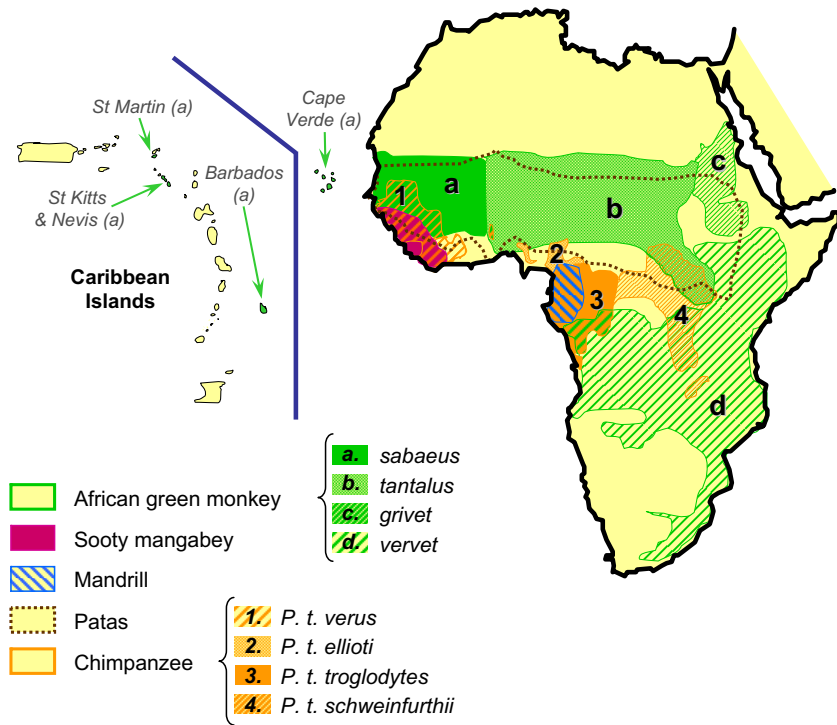 St Martin (a)
Cape
Verde (a)
Barbados
(a)
St Kitts
& Nevis (a)
Caribbean
Islands
1
a
b
c
2
3
4
d
African green monkey
Sooty mangabey
Mandrill
Patas
Chimpanzee
a. sabaeus
b. tantalus
c. grivet
d. vervet
1. P. t. verus
2. P. t. ellioti
3. P. t. troglodytes
4. P. t. schweinfurthii